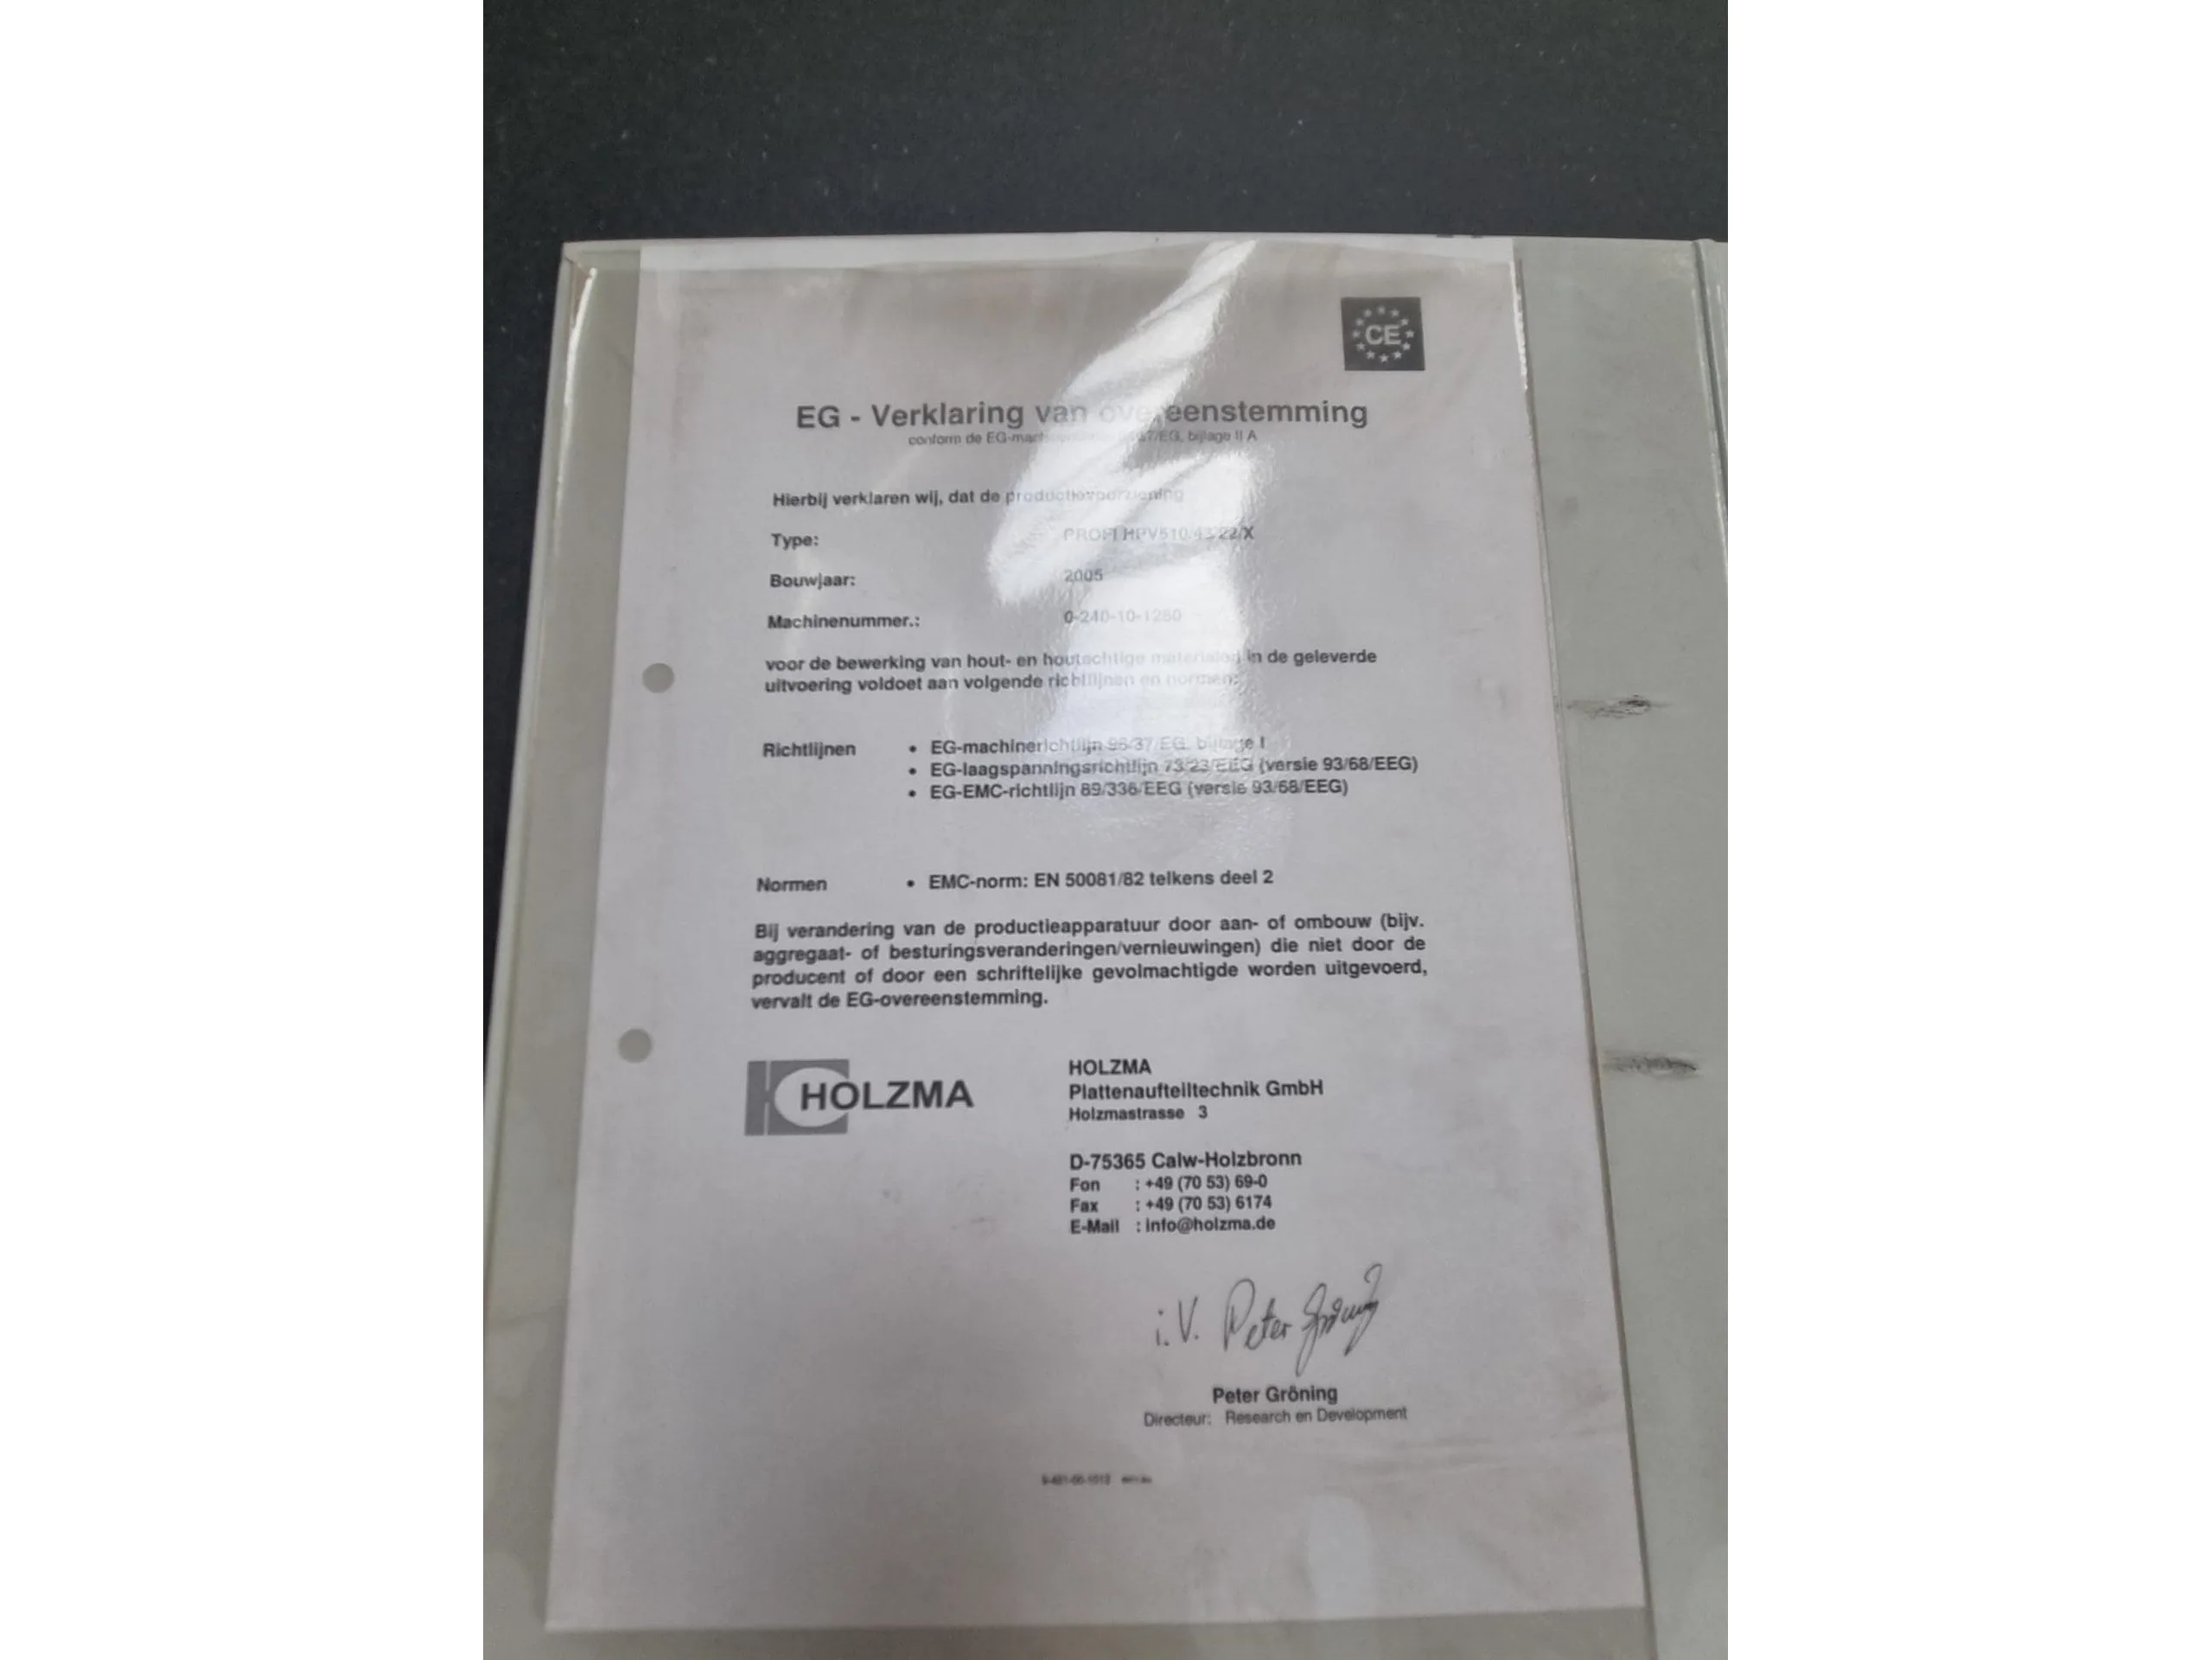 CE
EG - Verklaring van overeenstemming
conform de EG-mach /EG, bijlage II A
Hierbij verklaren wij, dat de productievoorziening
Type: PROFI HPV510/43/22/X
Bouwjaar: 2005
Machinenummer.: 0-240-10-1280
voor de bewerking van hout- en houtachtige materialen in de geleverde
uitvoering voldoet aan volgende richtlijnen en normen:
Richtlijnen • EG-machinerichtlijn 98/37/EG, bijlage I
• EG-laagspanningsrichtlijn 73/23/EEG (versie 93/68/EEG)
• EG-EMC-richtlijn 89/336/EEG (versie 93/68/EEG)
Normen • EMC-norm: EN 50081/82 telkens deel 2
Bij verandering van de productieapparatuur door aan- of ombouw (bijv.
aggregaat- of besturingsveranderingen/vernieuwingen) die niet door de
producent of door een schriftelijke gevolmachtigde worden uitgevoerd,
vervalt de EG-overeenstemming.
HOLZMA
HOLZMA
Plattenaufteiltechnik GmbH
Holzmastrasse 3
D-75365 Calw-Holzbronn
Fon : +49 (70 53) 69-0
Fax : +49 (70 53) 6174
E-Mail : info@holzma.de
i.V. Peter Gröning
Peter Gröning
Directeur: Research en Development